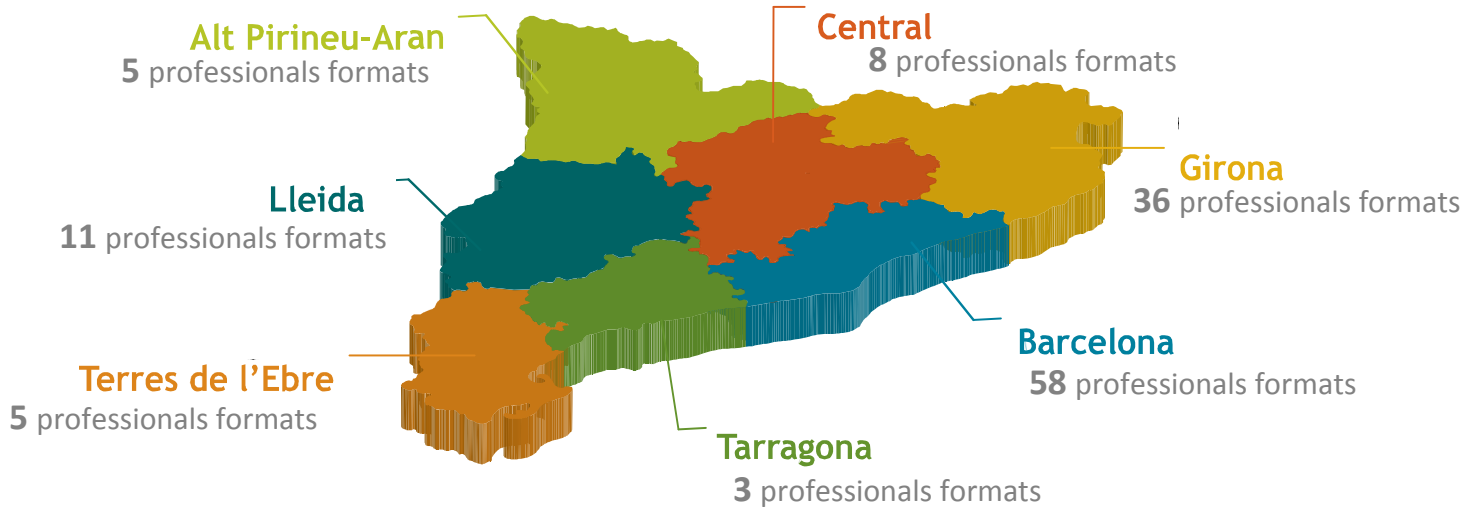 Alt Pirineu-Aran
5 professionals formats
Central
8 professionals formats
Girona
36 professionals formats
Lleida
11 professionals formats
Barcelona
58 professionals formats
Terres de l’Ebre
5 professionals formats
Tarragona
3 professionals formats